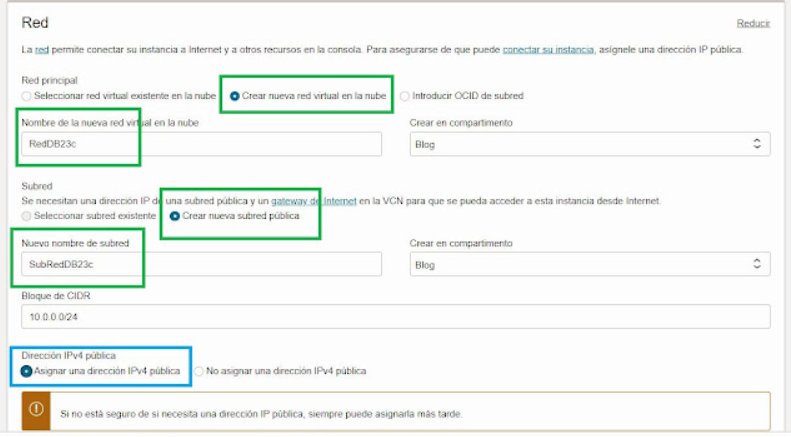 Red
Reducir
La red permite conectar su instancia a Internet y a otros recursos en la consola. Para asegurarse de que puede conectar su instancia, asígnele una dirección IP pública.
Red principal
Seleccionar red virtual existente en la nube Crear nueva red virtual en la nube Introducir OCID de subred
Nombre de la nueva red virtual en la nube Crear en compartimento
RedDB23c Blog
Subred
Se necesitan una dirección IP de una subred pública y un gateway de Internet en la VCN para que se pueda acceder a esta instancia desde Internet.
Seleccionar subred existente Crear nueva subred pública
Nuevo nombre de subred Crear en compartimento
SubRedDB23c Blog
Bloque de CIDR
10.0.0.0/24
Dirección IPv4 pública
Asignar una dirección IPv4 pública No asignar una dirección IPv4 pública
Si no está seguro de si necesita una dirección IP pública, siempre puede asignarla más tarde.